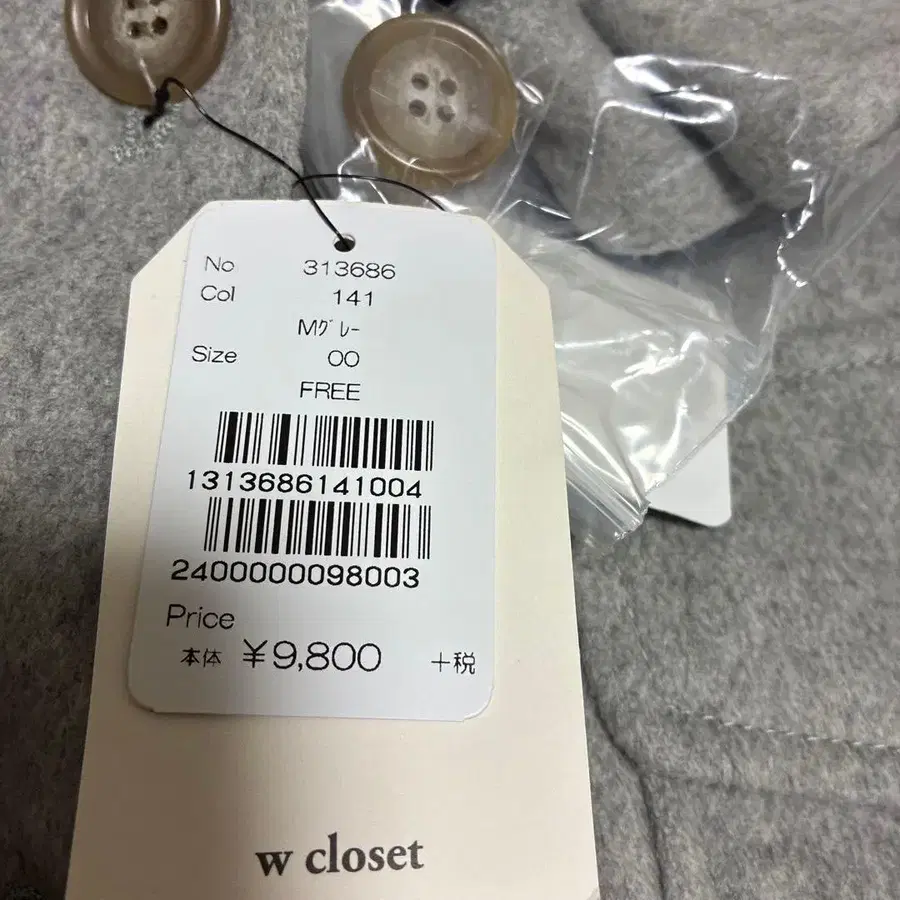 No 313686
Col 141
Mｸﾞﾚｰ
Size 00
FREE
1313686141004
2400000098003
Price
本体 ¥9,800 +税
w closet